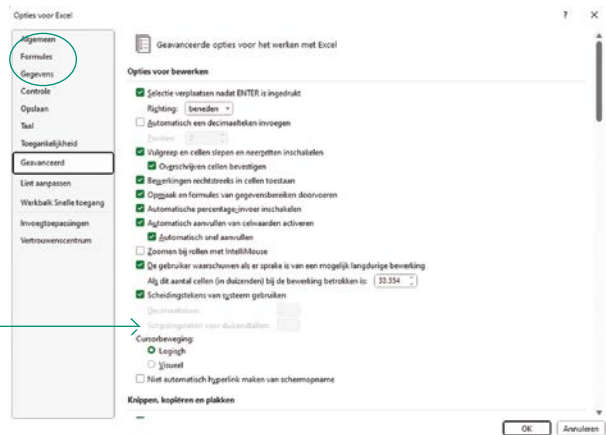 Opties voor Excel
? ×
Algemeen
Formules
Gegevens
Controle
Opslaan
Taal
Toegankelijkheid
Geavanceerd
Lint aanpassen
Werkbalk Snelle toegang
Invoegtoepassingen
Vertrouwenscentrum
Geavanceerde opties voor het werken met Excel
Opties voor bewerken
Selectie verplaatsen nadat ENTER is ingedrukt
Righting: beneden
Automatisch een decimaalteken invoegen
Posities: 2
Vulgreep en cellen slepen en neerzetten inschakelen
Overschrijven cellen bevestigen
Bewerkingen rechtstreeks in cellen toestaan
Opmaak en formules van gegevensbereiken doorvoeren
Automatische percentage-invoer inschakelen
Automatisch aanvullen van celwaarden activeren
Automatisch snel aanvullen
Zoomen bij rollen met IntelliMouse
De gebruiker waarschuwen als er sprake is van een mogelijk langdurige bewerking
Als dit aantal cellen (in duizenden) bij de bewerking betrokken is: 33.554
Scheidingstekens van systeem gebruiken
Decimaalteken:
Scheidingsteken voor duizendtallen:
Cursorbeweging:
Logisch
Visueel
Niet automatisch hyperlink maken van schermopname
Knippen, kopiëren en plakken
OK Annuleren